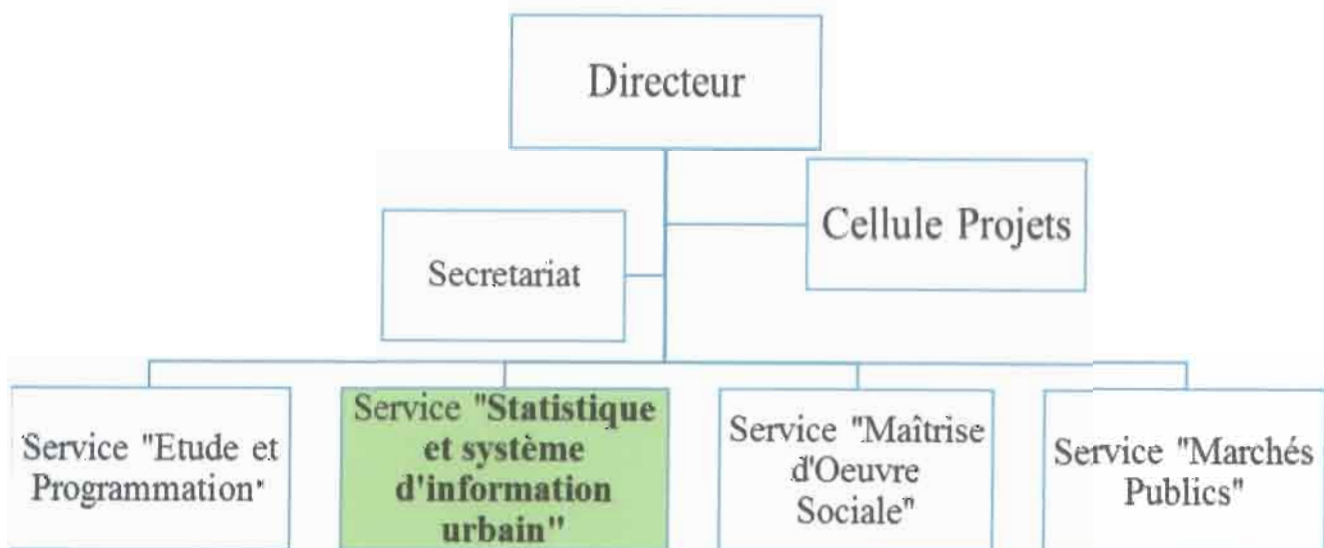 Directeur
Cellule Projets
Secretariat
Service "Etude et
Programmation"
Service "Statistique
et système
d'information
urbain"
Service "Maîtrise
d'Oeuvre
Sociale"
Service "Marchés
Publics"